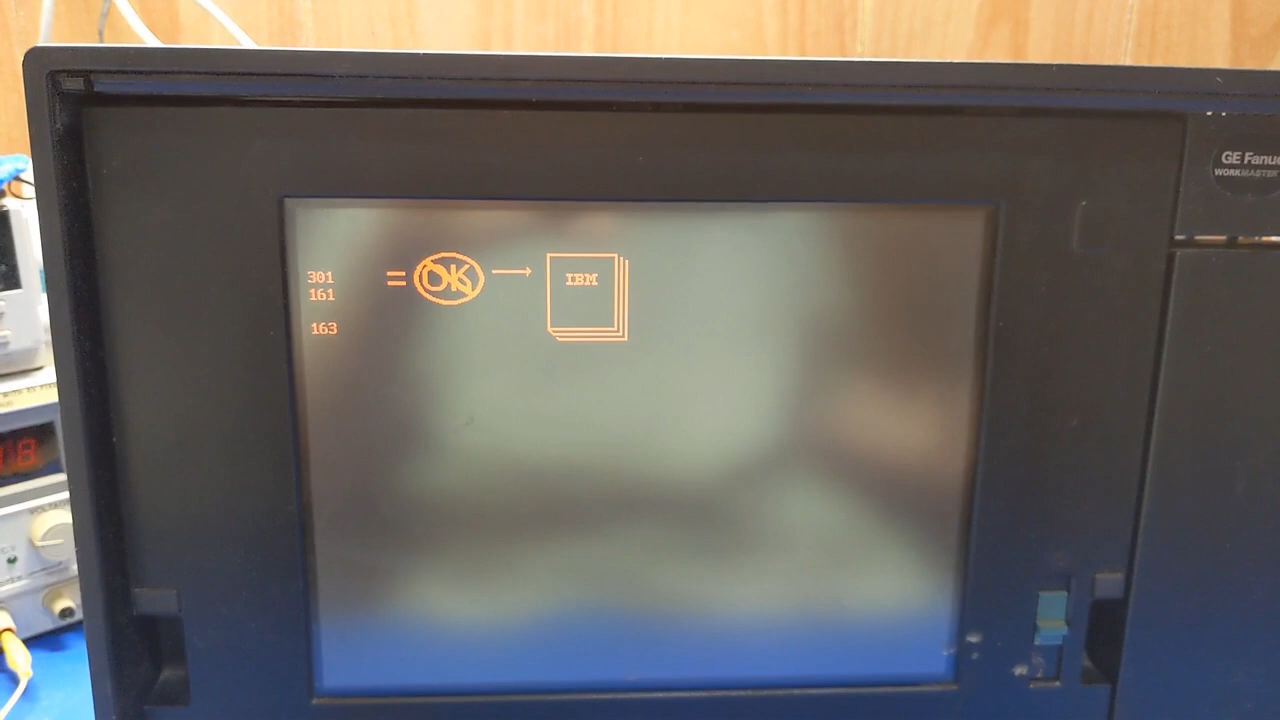 301
161
163
= OK → IBM
GE Fanuc
WORKMASTER